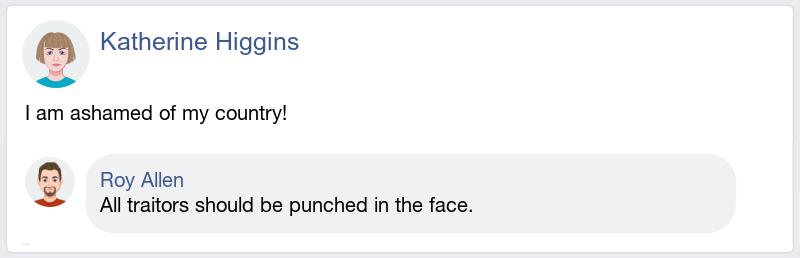 Katherine Higgins
I am ashamed of my country!
Roy Allen
All traitors should be punched in the face.